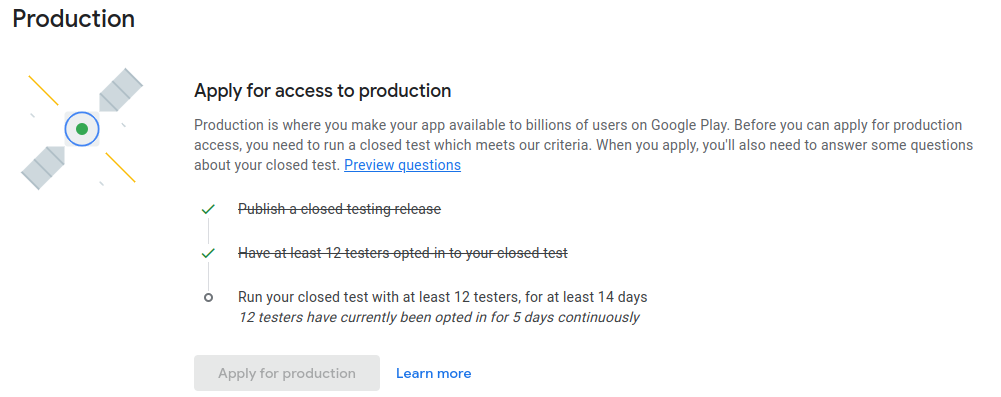 Production
Apply for access to production
Production is where you make your app available to billions of users on Google Play. Before you can apply for production
access, you need to run a closed test which meets our criteria. When you apply, you'll also need to answer some questions
about your closed test. Preview questions
Publish a closed testing release
Have at least 12 testers opted in to your closed test
Run your closed test with at least 12 testers, for at least 14 days
12 testers have currently been opted in for 5 days continuously
Apply for production Learn more